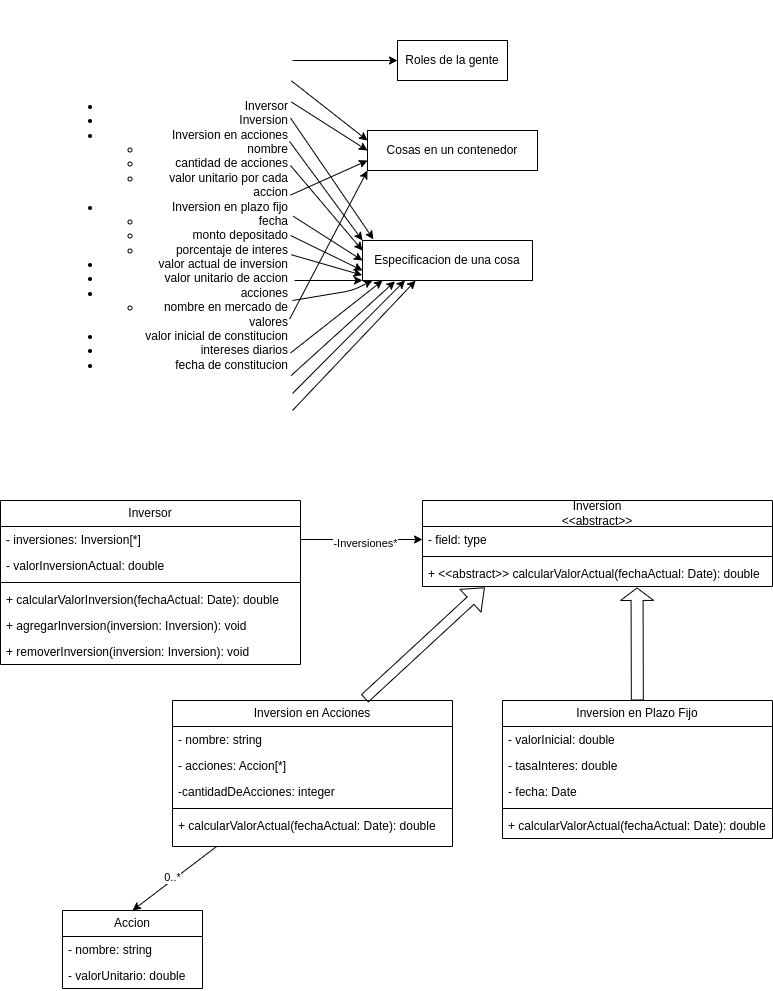 Roles de la gente
Cosas en un contenedor
Especificacion de una cosa
Inversor
Inversion
Inversion en acciones
nombre
cantidad de acciones
valor unitario por cada
accion
Inversion en plazo fijo
fecha
monto depositado
porcentaje de interes
valor actual de inversion
valor unitario de accion
acciones
nombre en mercado de
valores
valor inicial de constitucion
intereses diarios
fecha de constitucion
Inversor
- inversiones: Inversion[*]
- valorInversionActual: double
+ calcularValorInversion(fechaActual: Date): double
+ agregarInversion(inversion: Inversion): void
+ removerInversion(inversion: Inversion): void
-Inversiones*
Inversion
<<abstract>>
- field: type
+ <<abstract>> calcularValorActual(fechaActual: Date): double
Inversion en Acciones
- nombre: string
- acciones: Accion[*]
-cantidadDeAcciones: integer
+ calcularValorActual(fechaActual: Date): double
Inversion en Plazo Fijo
- valorInicial: double
- tasaInteres: double
- fecha: Date
+ calcularValorActual(fechaActual: Date): double
0..*
Accion
- nombre: string
- valorUnitario: double